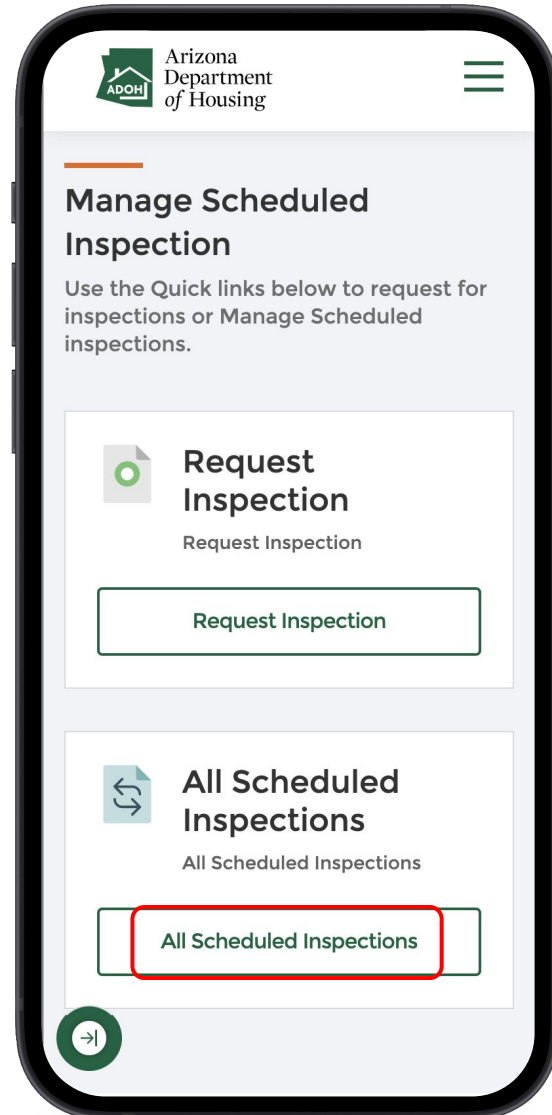 ADOH
Arizona
Department
of Housing
Manage Scheduled
Inspection
Use the Quick links below to request for
inspections or Manage Scheduled
inspections.
Request
Inspection
Request Inspection
Request Inspection
All Scheduled
Inspections
All Scheduled Inspections
All Scheduled Inspections